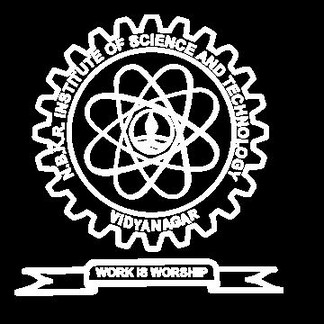 N.B.K.R. INSTITUTE OF SCIENCE AND TECHNOLOGY
VIDYANAGAR
WORK IS WORSHIP